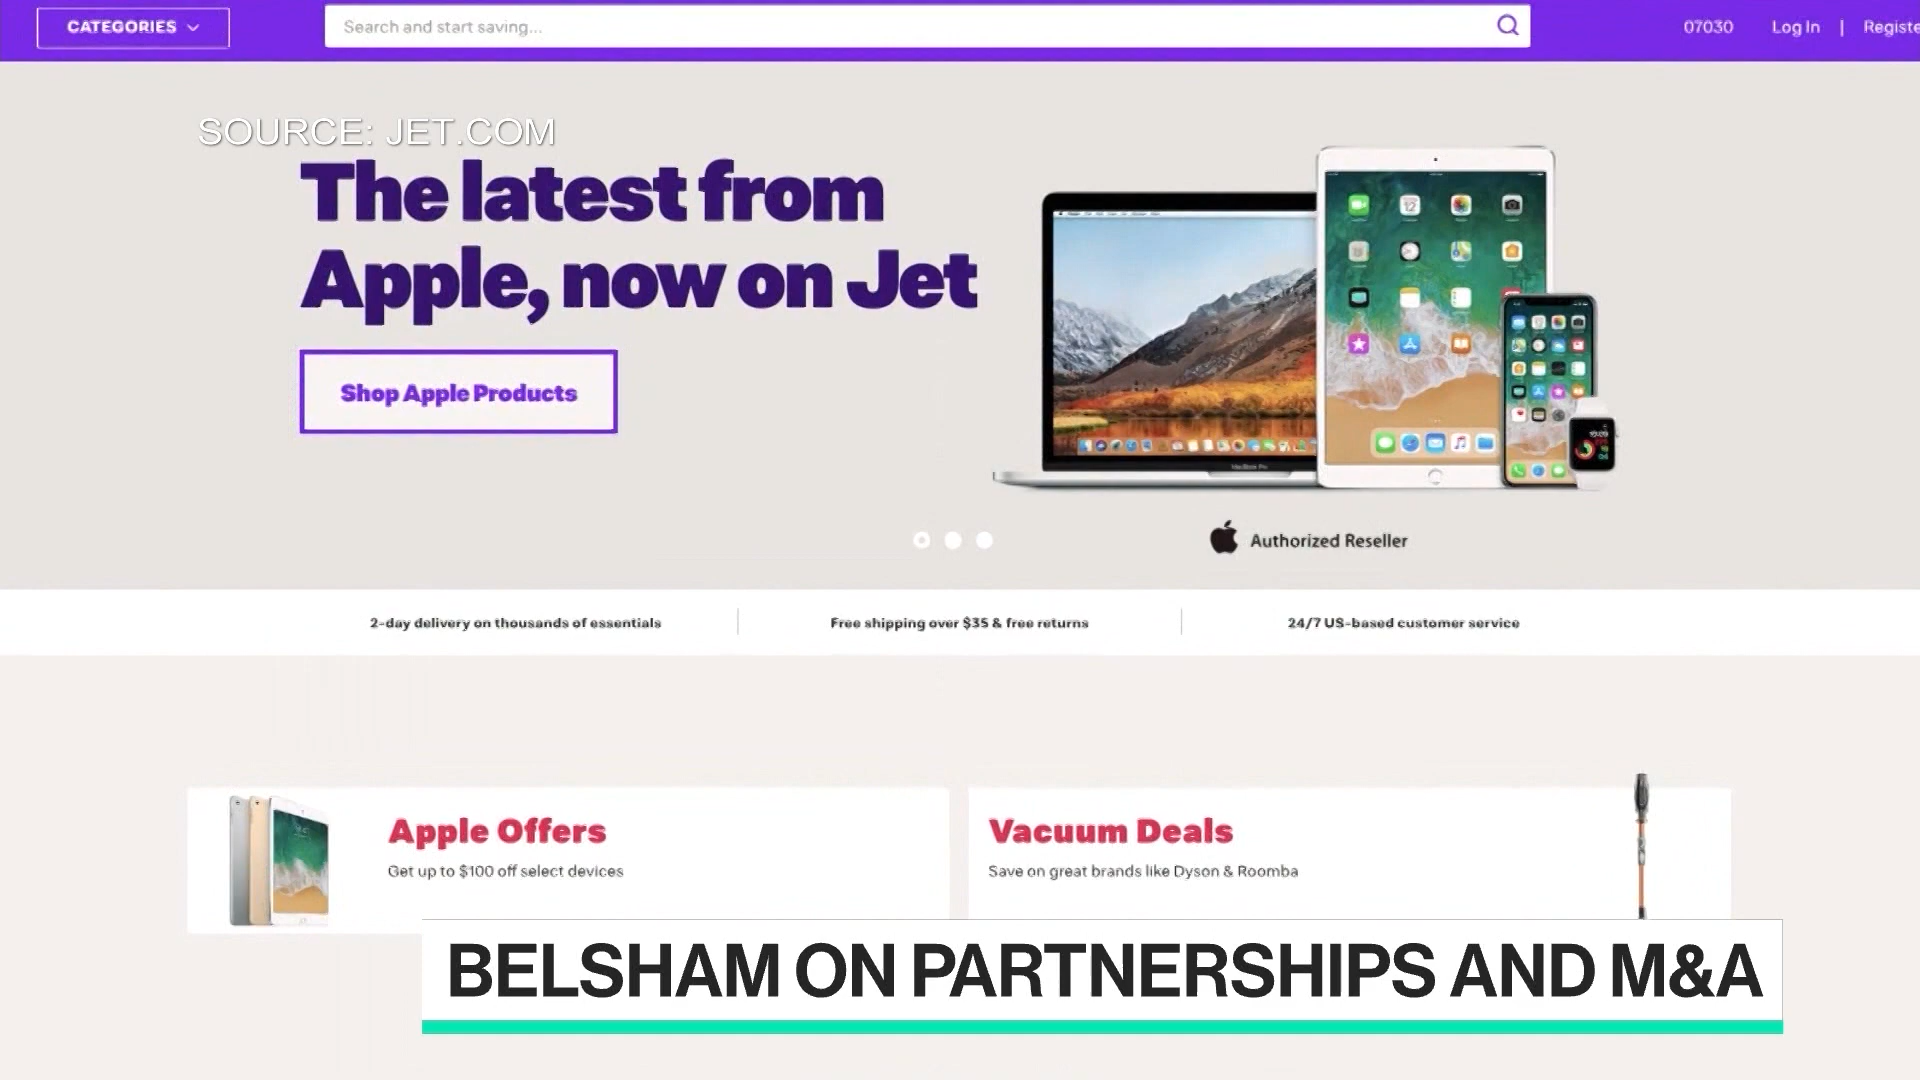 CATEGORIES
Search and start saving...
07030
Log In | Registe
SOURCE: JET.COM
The latest from
Apple, now on Jet
Shop Apple Products
MacBook Pro
Authorized Reseller
2-day delivery on thousands of essentials
Free shipping over $35 & free returns
24/7 US-based customer service
Apple Offers
Get up to $100 off select devices
Vacuum Deals
Save on great brands like Dyson & Roomba
BELSHAM ON PARTNERSHIPS AND M&A